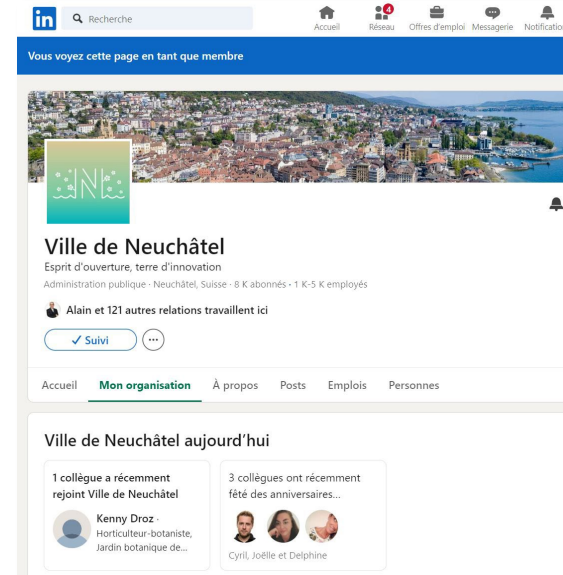 in
Recherche
4
Accueil Réseau Offres d'emploi Messagerie Notification
Vous voyez cette page en tant que membre
N
Ville de Neuchâtel
Esprit d'ouverture, terre d'innovation
Administration publique · Neuchâtel, Suisse · 8 K abonnés · 1 K-5 K employés
Alain et 121 autres relations travaillent ici
Suivi
Accueil Mon organisation À propos Posts Emplois Personnes
Ville de Neuchâtel aujourd'hui
1 collègue a récemment
rejoint Ville de Neuchâtel
Kenny Droz ·
Horticulteur-botaniste,
Jardin botanique de...
3 collègues ont récemment
fêté des anniversaires...
Cyril, Joëlle et Delphine